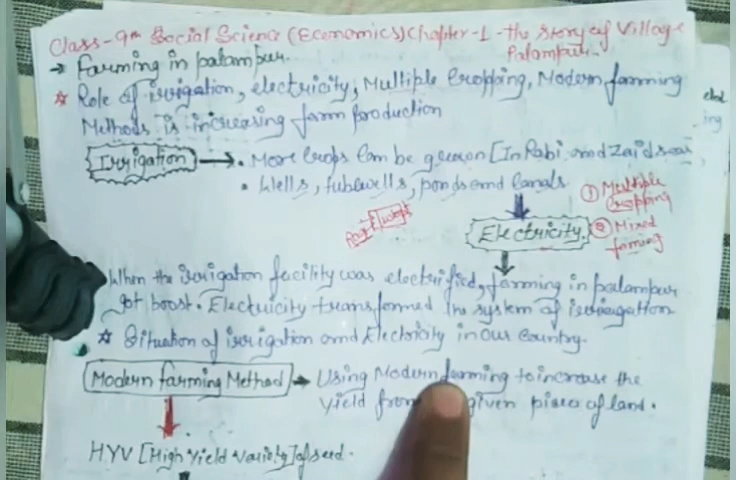 Class-9th Social Science (Economics) Chapter-1 - the story of Village
Palampur.
→ Farming in palampur.
☆ Role of irrigation, electricity, Multiple Cropping, Modern farming
Methods is increasing farm production
Irrigation → • More Crops Can be grown [In Rabi and Zaid
• Wells, tubewells, ponds and Canals
① Multiple
cropping
② Mixed
farming
Electricity
When the irrigation facility was electrified, farming in palampur
got boost. Electricity transformed the system of irriagation
☆ Situation of irrigation and Electricity in Our Country.
Modern farming Method → Using Modern farming to increase the
yield from given pices of land.
HYV [High Yield Variety] of seed.